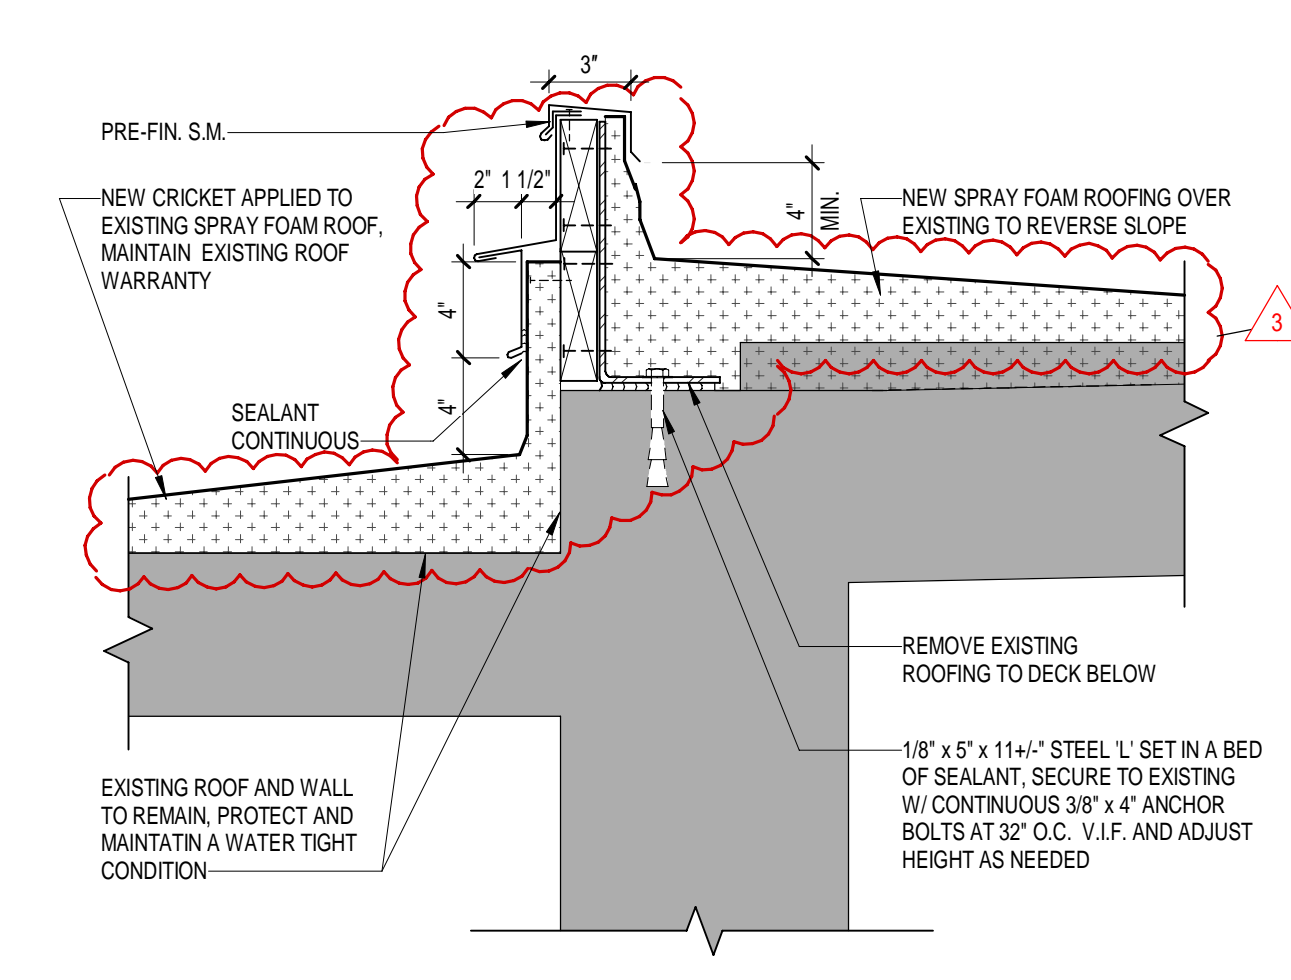 3"
PRE-FIN. S.M.
NEW CRICKET APPLIED TO
EXISTING SPRAY FOAM ROOF,
MAINTAIN EXISTING ROOF
WARRANTY
2" 1 1/2"
4"
MIN.
NEW SPRAY FOAM ROOFING OVER
EXISTING TO REVERSE SLOPE
3
4"
4"
SEALANT
CONTINUOUS
REMOVE EXISTING
ROOFING TO DECK BELOW
1/8" x 5" x 11+/-" STEEL 'L' SET IN A BED
OF SEALANT, SECURE TO EXISTING
W/ CONTINUOUS 3/8" x 4" ANCHOR
BOLTS AT 32" O.C. V.I.F. AND ADJUST
HEIGHT AS NEEDED
EXISTING ROOF AND WALL
TO REMAIN, PROTECT AND
MAINTATIN A WATER TIGHT
CONDITION